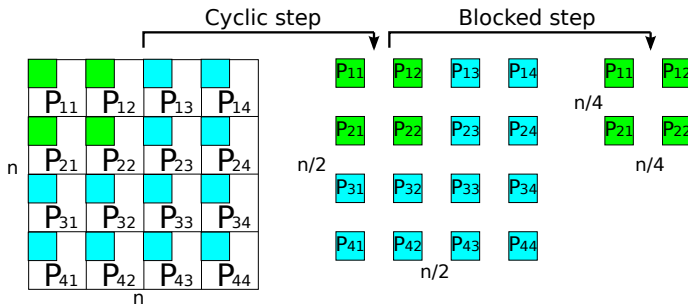 Cyclic step Blocked step
P11 P12 P13 P14 P11 P12 P13 P14 P11 P12
n/4
P21 P22 P23 P24 P21 P22 P23 P24 P21 P22
n n/2 n/4
P31 P32 P33 P34 P31 P32 P33 P34
P41 P42 P43 P44 P41 P42 P43 P44
n n/2